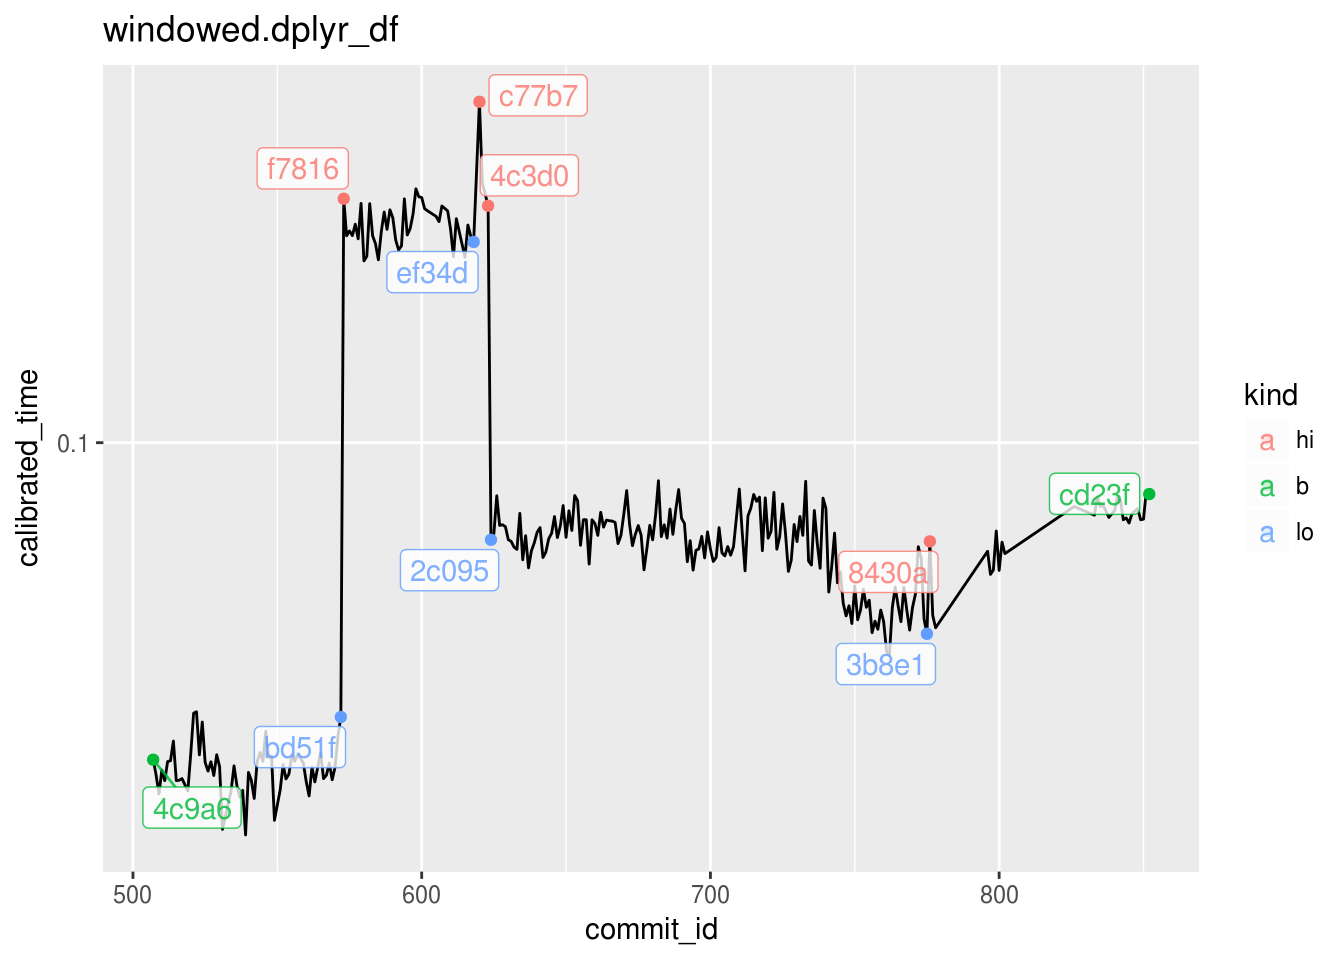 windowed.dplyr_df
c77b7
f7816
4c3d0
ef34d
calibrated_time
0.1
kind
a hi
a b
a lo
cd23f
2c095
8430a
3b8e1
bd51f
4c9a6
500 600 700 800
commit_id